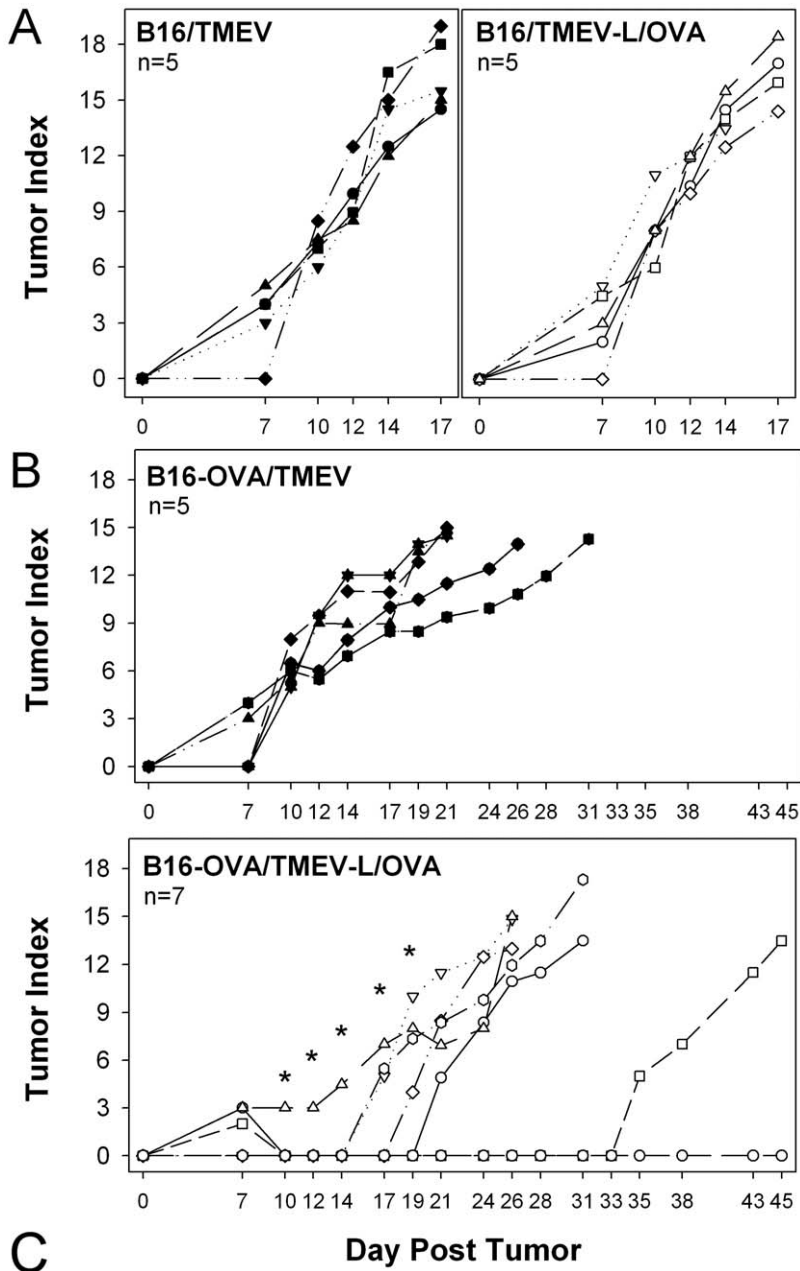 A
B16/TMEV
n=5
B16/TMEV-L/OVA
n=5
Tumor Index
18
15
12
9
6
3
0
0 7 10 12 14 17
0 7 10 12 14 17
B
B16-OVA/TMEV
n=5
Tumor Index
18
15
12
9
6
3
0
0 7 10 12 14 17 19 21 24 26 28 31 33 35 38 43 45
B16-OVA/TMEV-L/OVA
n=7
Tumor Index
18
15
12
9
6
3
0
* * * * *
0 7 10 12 14 17 19 21 24 26 28 31 33 35 38 43 45
C
Day Post Tumor